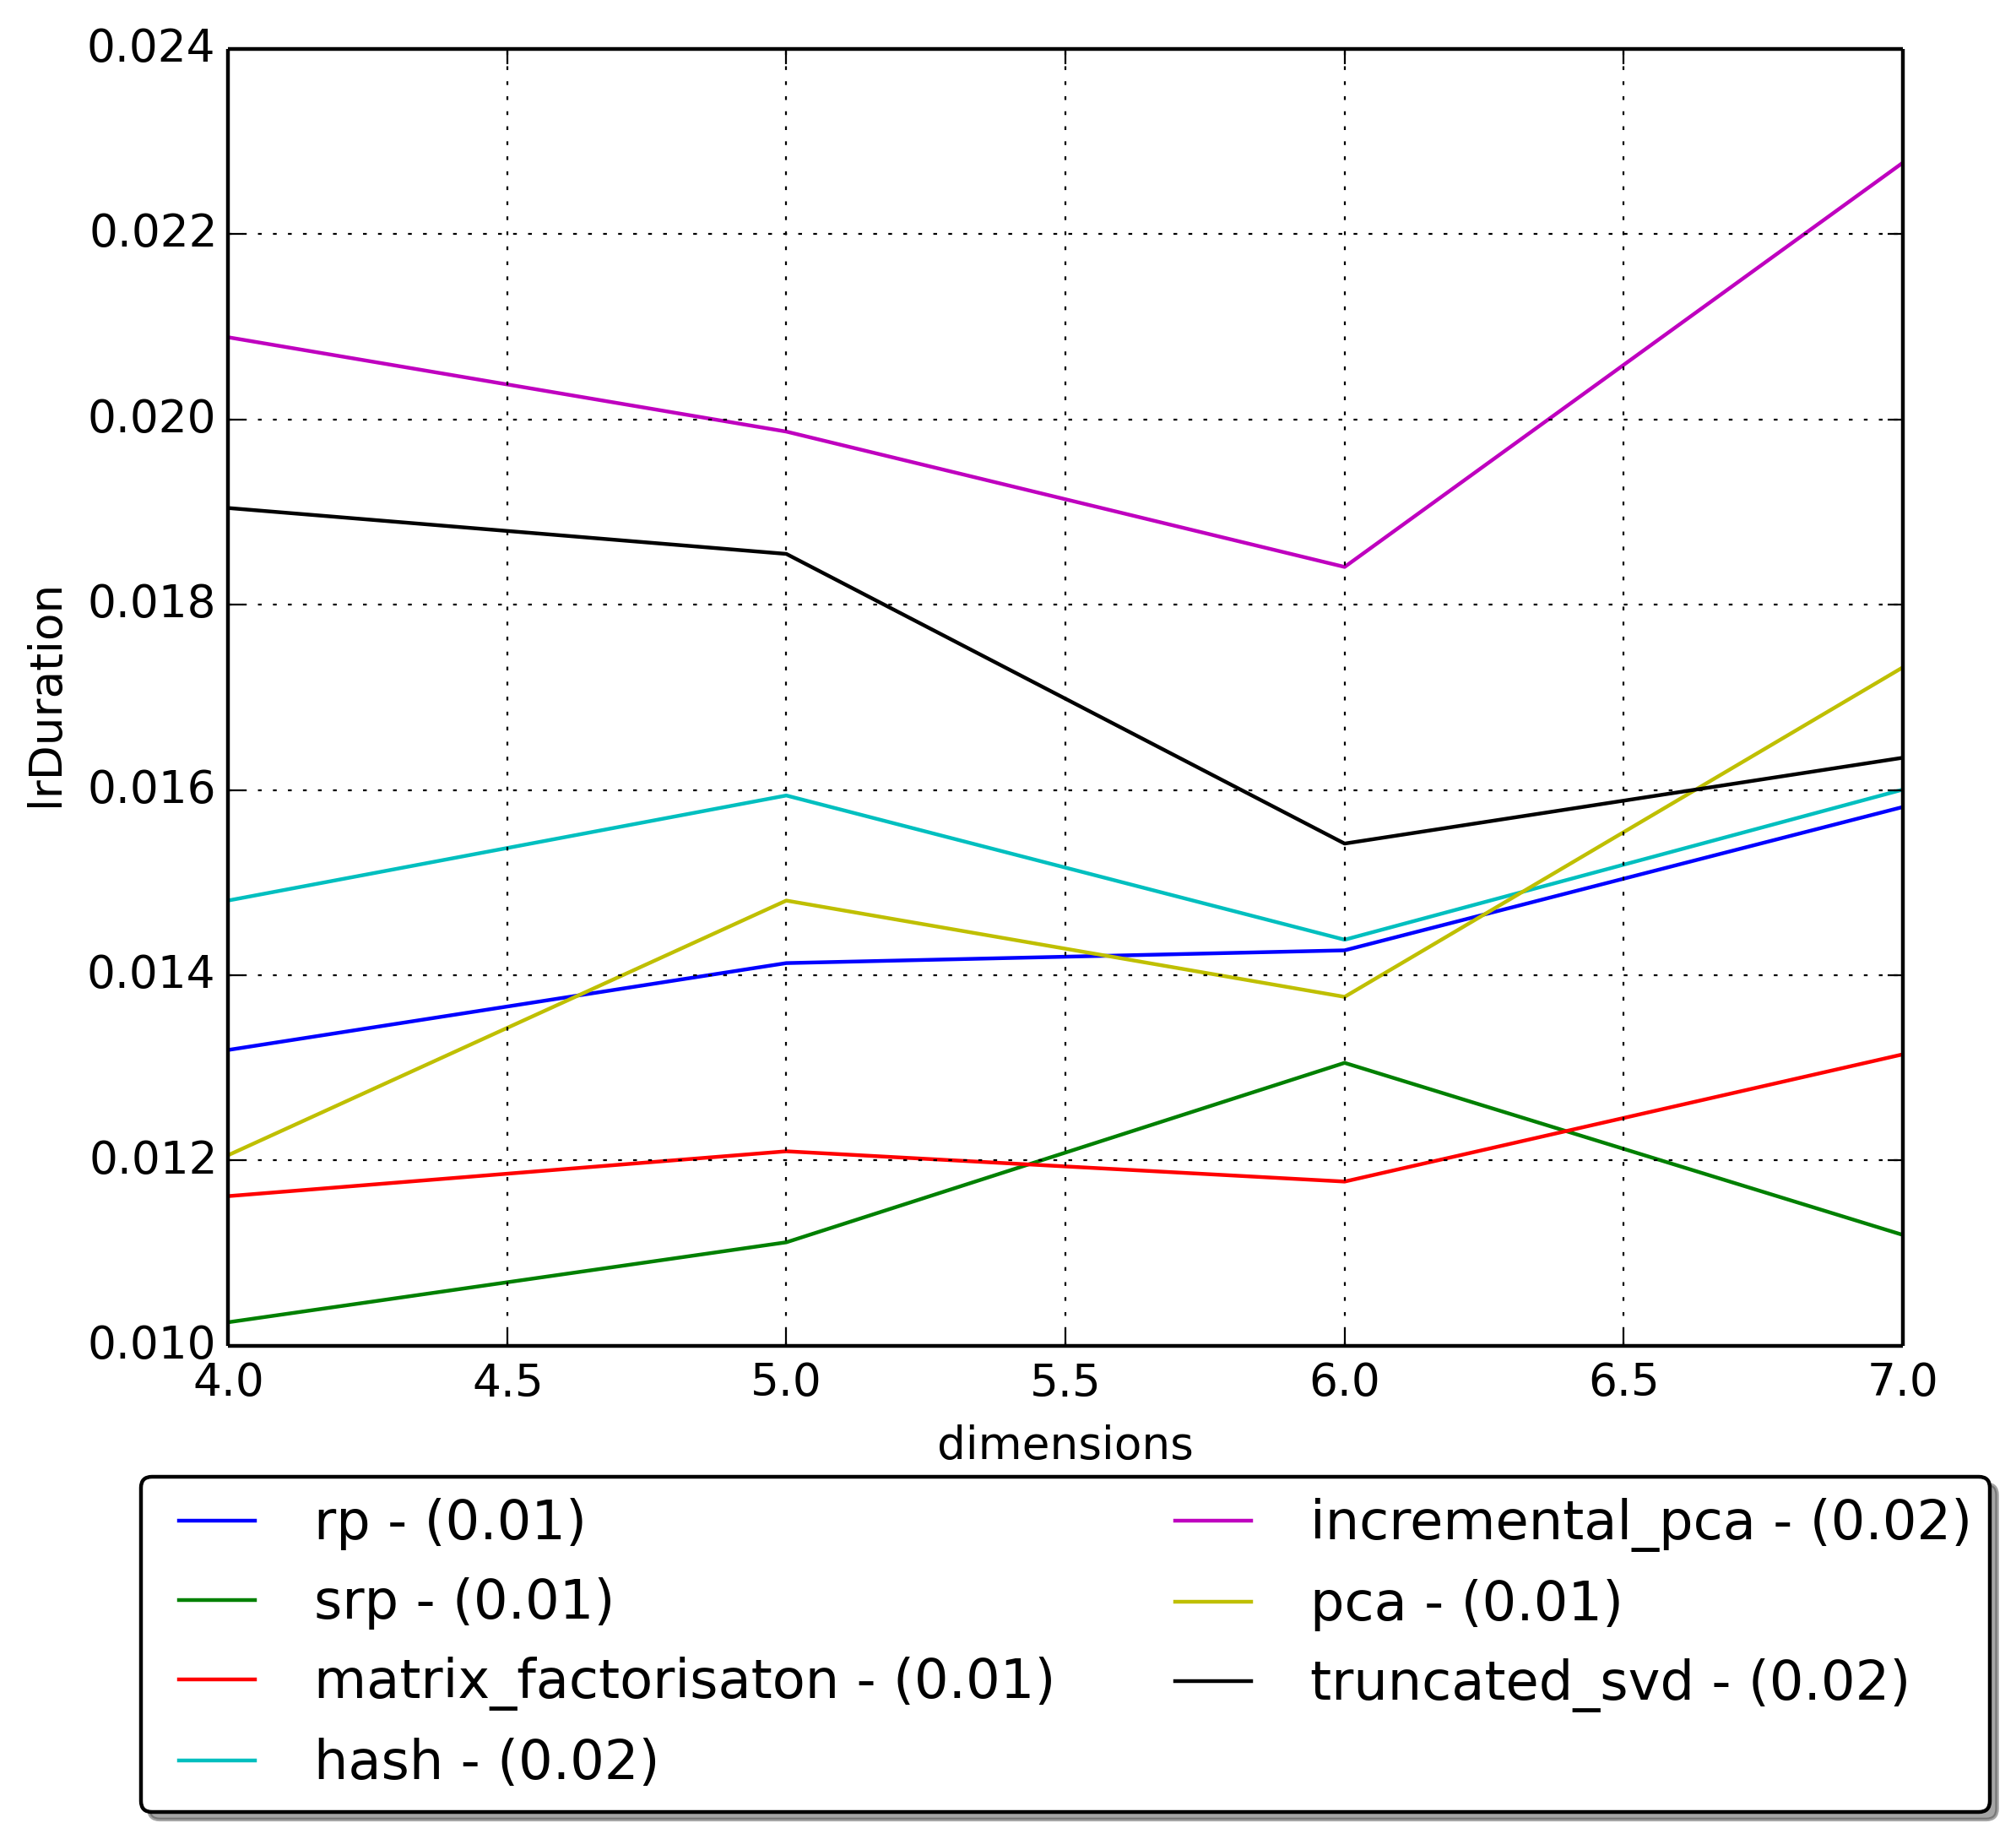 0.024
0.022
0.020
0.018
0.016
0.014
0.012
0.010
lrDuration
4.0 4.5 5.0 5.5 6.0 6.5 7.0
dimensions
rp - (0.01)
srp - (0.01)
matrix_factorisaton - (0.01)
hash - (0.02)
incremental_pca - (0.02)
pca - (0.01)
truncated_svd - (0.02)